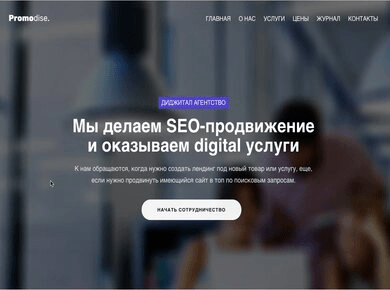 Promodise.
ГЛАВНАЯ О НАС УСЛУГИ ЦЕНЫ ЖУРНАЛ КОНТАКТЫ
ДИДЖИТАЛ АГЕНТСТВО
Мы делаем SEO-продвижение
и оказываем digital услуги
К нам обращаются, когда нужно создать лендинг под новый товар или услугу, еще,
если нужно продвинуть имеющийся сайт в топ по поисковым запросам.
НАЧАТЬ СОТРУДНИЧЕСТВО